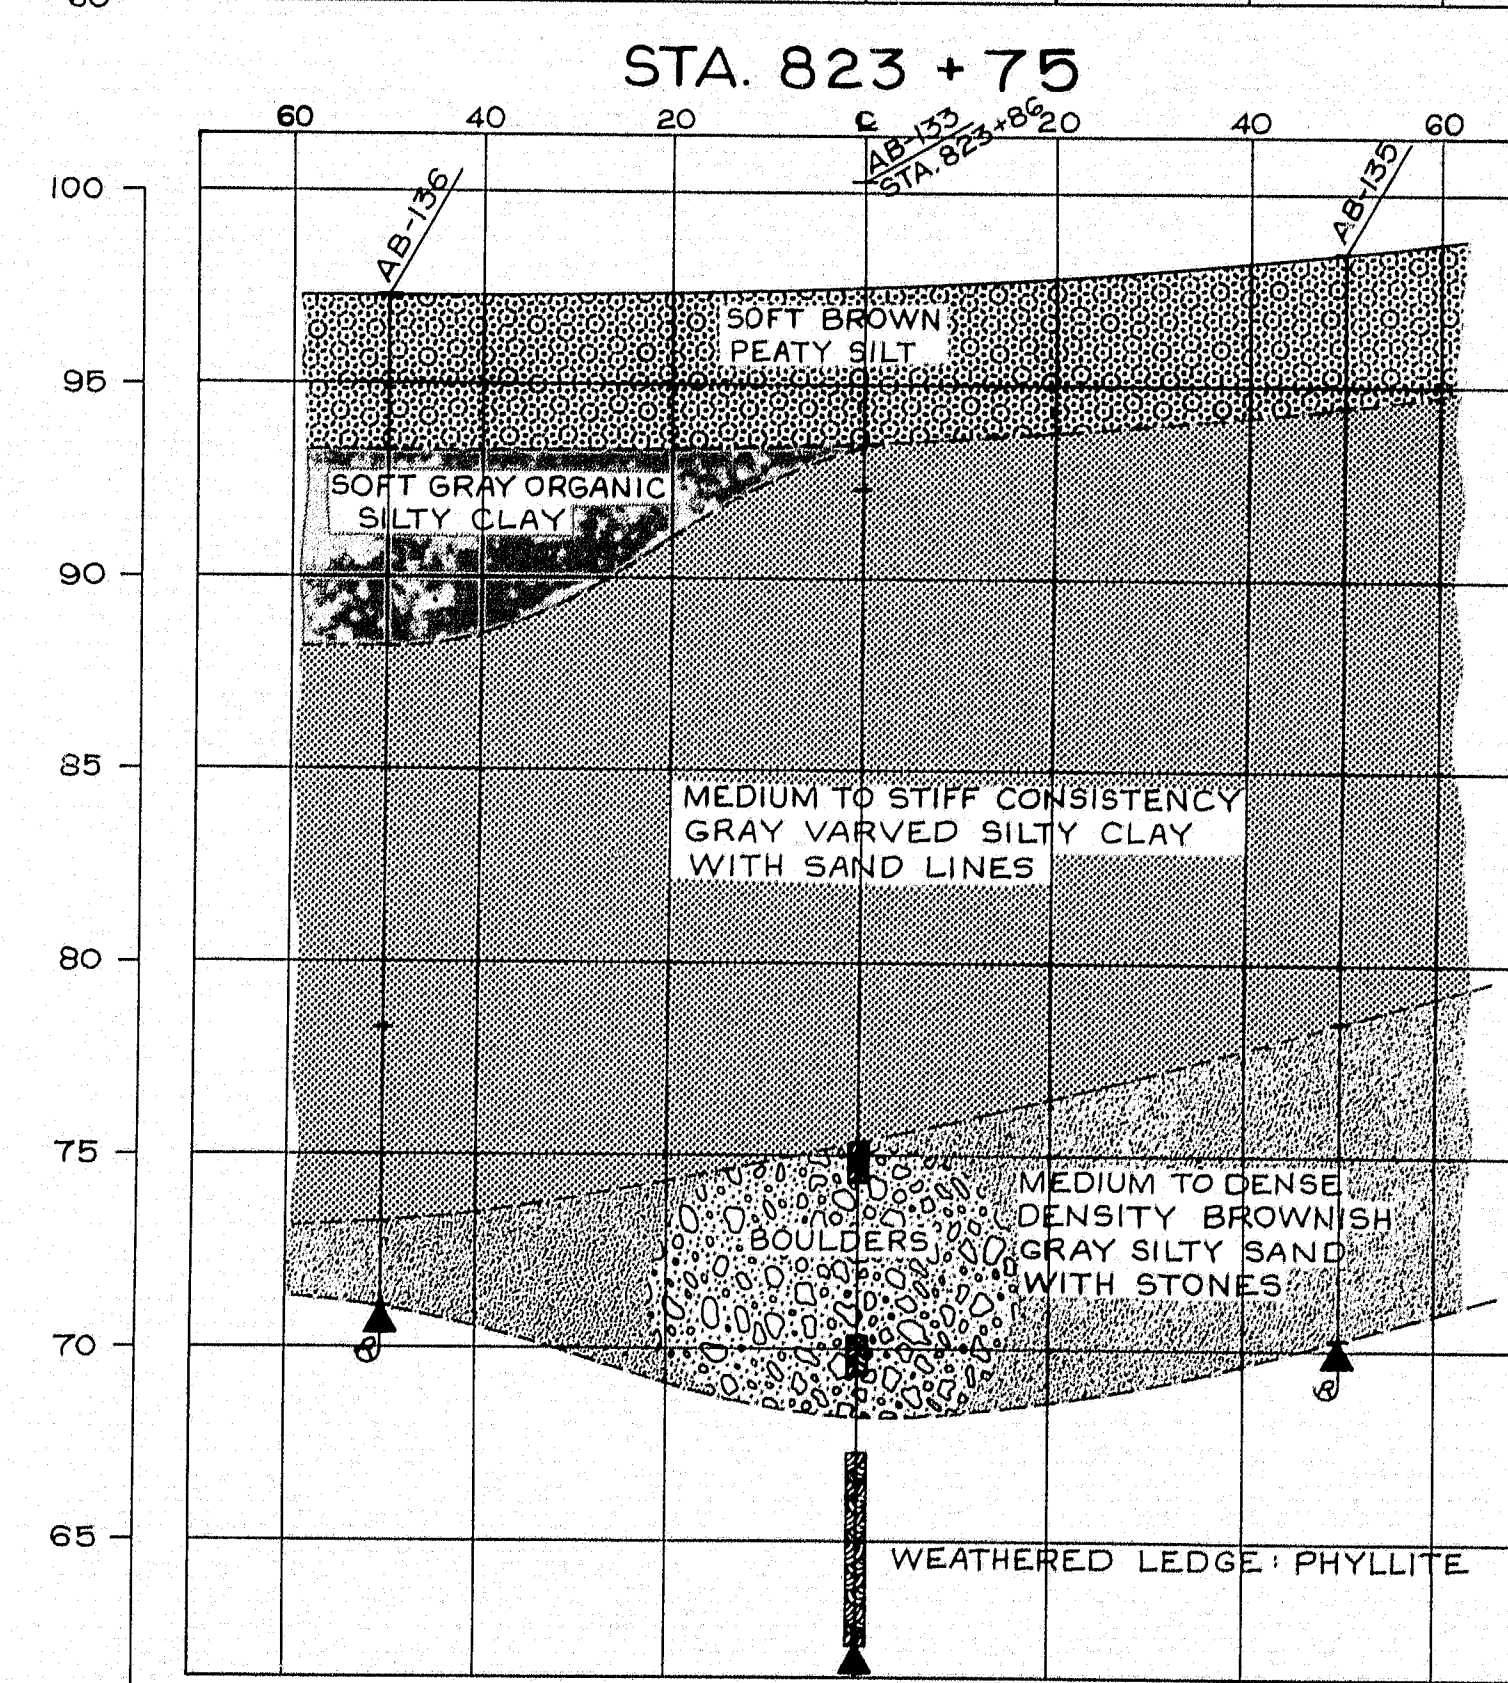 60
STA. 823 + 75
60 40 20 ℄ 20 40 60
AB-133
STA. 823+86
AB-136
AB-135
100
95
90
85
80
75
70
65
SOFT BROWN
PEATY SILT
SOFT GRAY ORGANIC
SILTY CLAY
MEDIUM TO STIFF CONSISTENCY
GRAY VARVED SILTY CLAY
WITH SAND LINES
MEDIUM TO DENSE
DENSITY BROWNISH
GRAY SILTY SAND
WITH STONES
BOULDERS
R
R
WEATHERED LEDGE: PHYLLITE